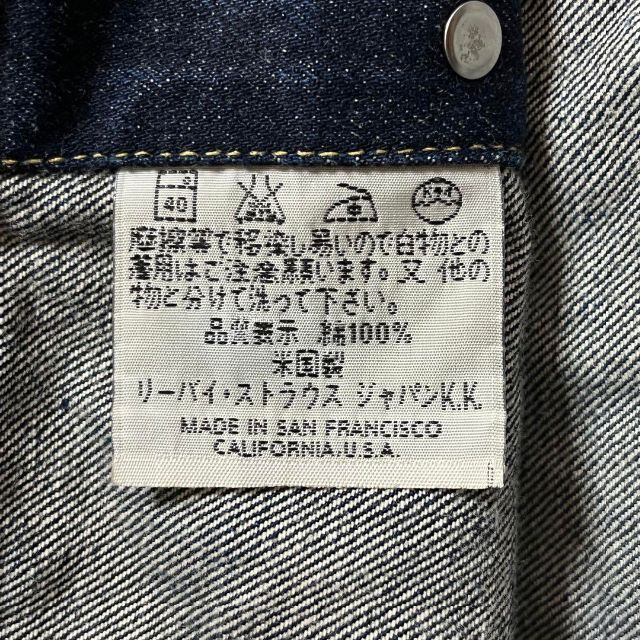 40
摩擦等で移染し易いので白物との
着用はご注意願います。又 他の
物と分けて洗って下さい。
品質表示 綿100%
米国製
リーバイ・ストラウス ジャパンK.K.
MADE IN SAN FRANCISCO
CALIFORNIA.U.S.A.